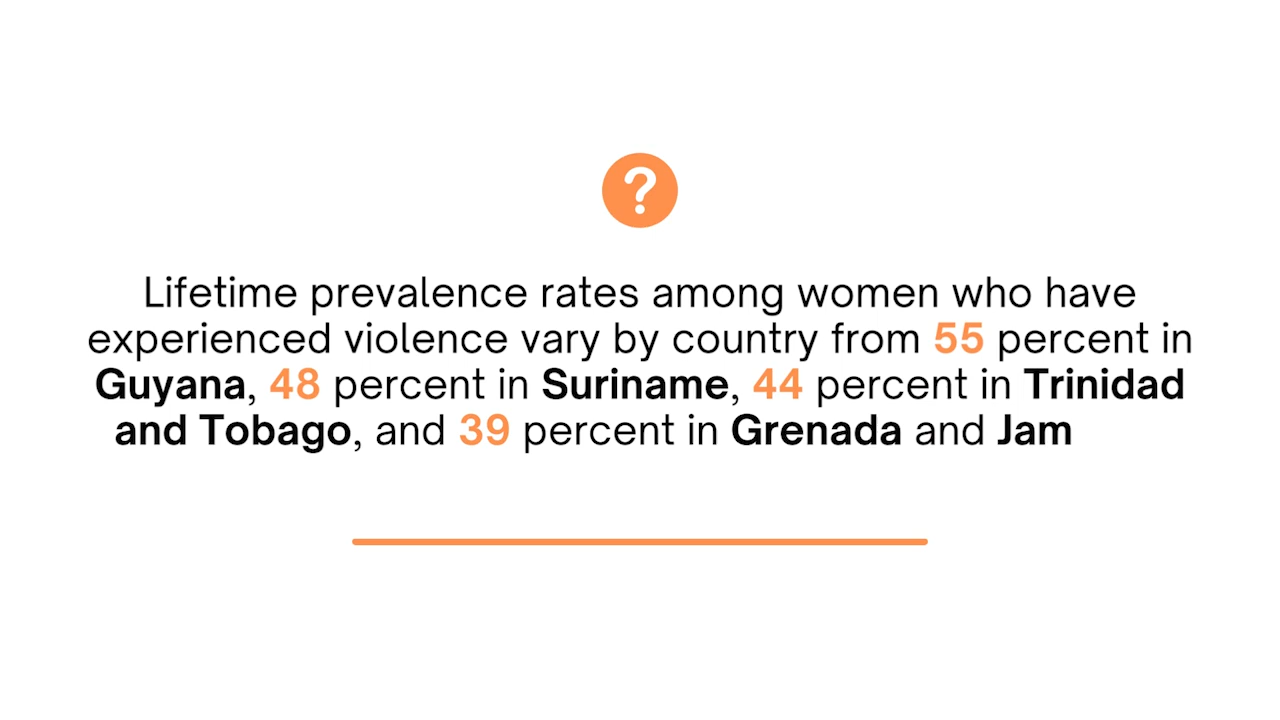 ?
Lifetime prevalence rates among women who have
experienced violence vary by country from 55 percent in
Guyana, 48 percent in Suriname, 44 percent in Trinidad
and Tobago, and 39 percent in Grenada and Jam